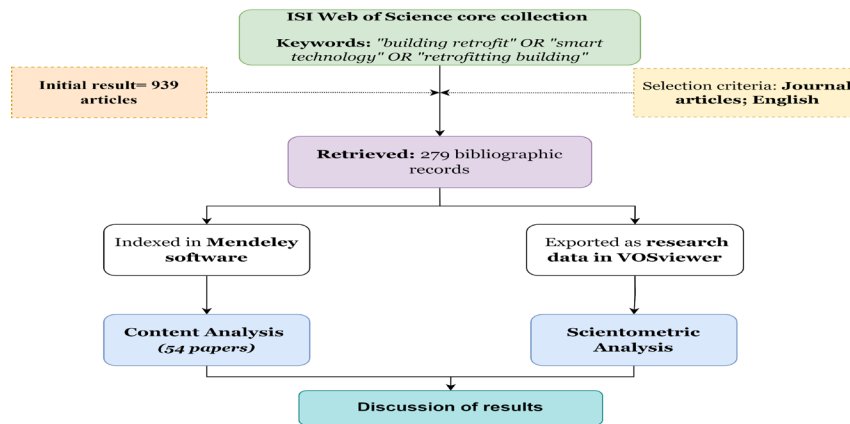 ISI Web of Science core collection
Keywords: "building retrofit" OR "smart
technology" OR "retrofitting building"
Initial result= 939
articles
Selection criteria: Journal
articles; English
Retrieved: 279 bibliographic
records
Indexed in Mendeley
software
Exported as research
data in VOSviewer
Content Analysis
(54 papers)
Scientometric
Analysis
Discussion of results